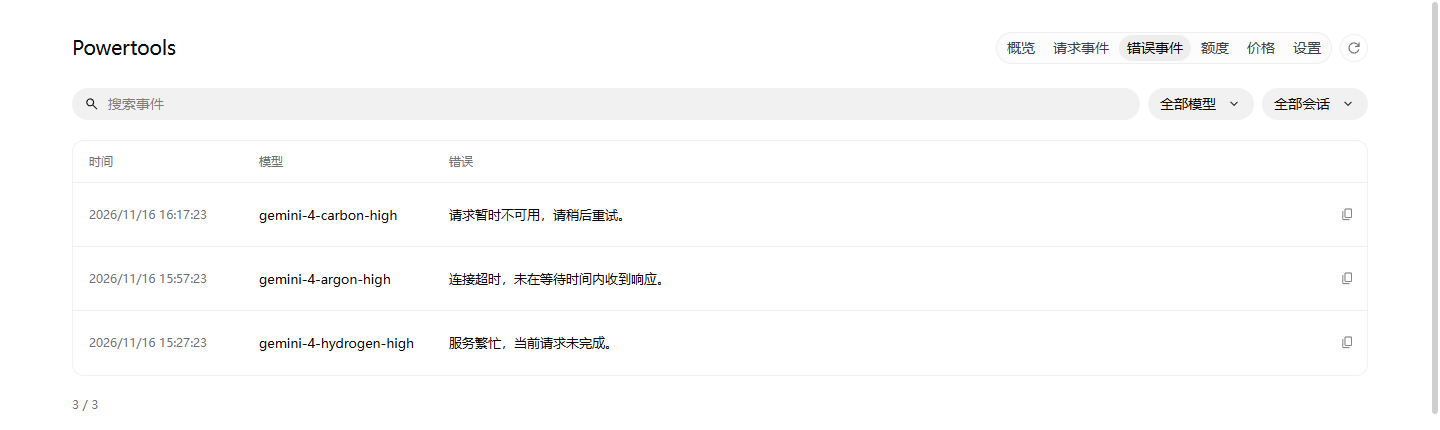 Powertools
概览 请求事件 错误事件 额度 价格 设置
搜索事件 全部模型 全部会话
时间 模型 错误
2026/11/16 16:17:23 gemini-4-carbon-high 请求暂时不可用，请稍后重试。
2026/11/16 15:57:23 gemini-4-argon-high 连接超时，未在等待时间内收到响应。
2026/11/16 15:27:23 gemini-4-hydrogen-high 服务繁忙，当前请求未完成。
3 / 3